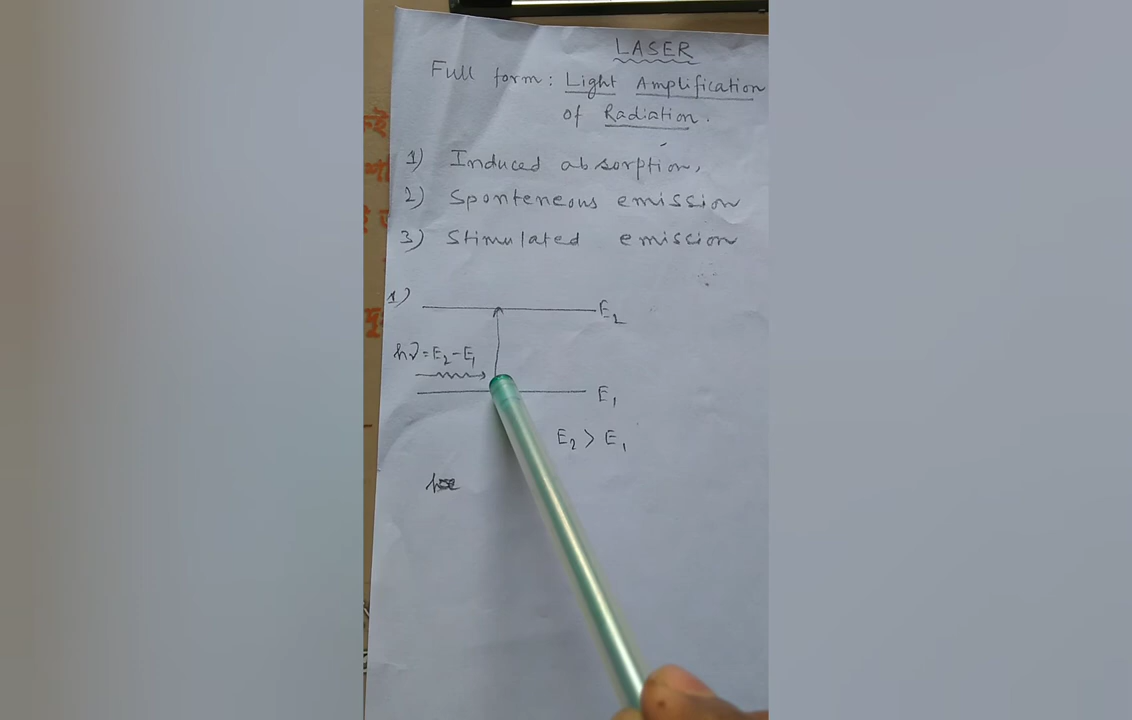 LASER
Full form: Light Amplification
of Radiation.
1) Induced absorption,
2) Sponteneous emission
3) Stimulated emission
1)
E₂
hν=E₂-E₁
E₁
E₂ > E₁